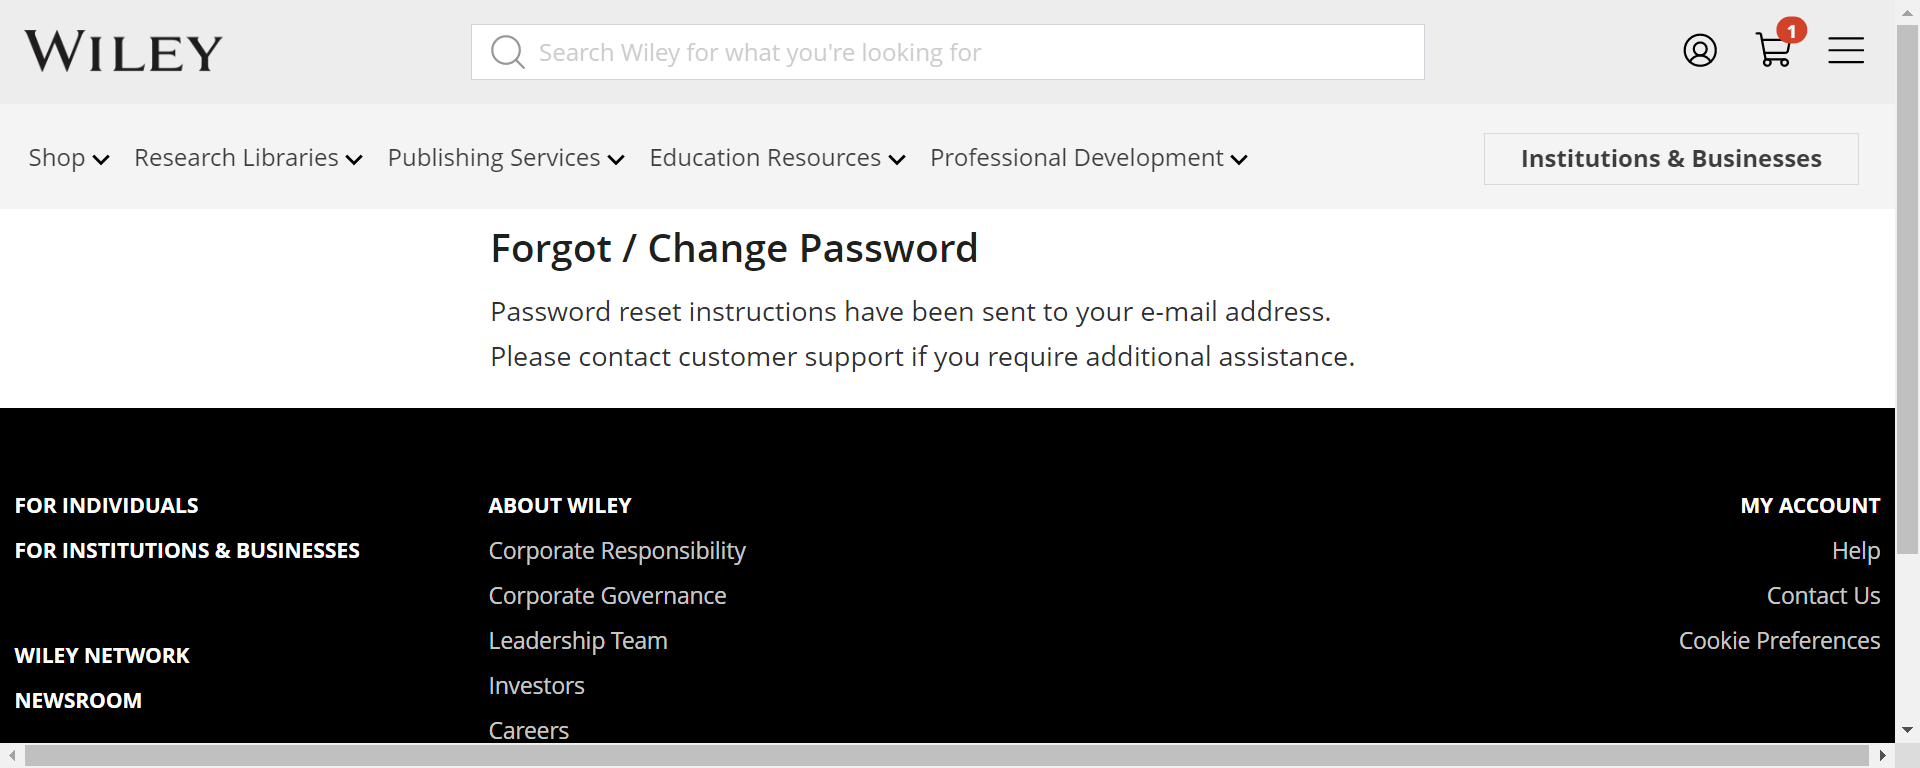 WILEY
Search Wiley for what you're looking for
1
Shop Research Libraries Publishing Services Education Resources Professional Development Institutions & Businesses
Forgot / Change Password
Password reset instructions have been sent to your e-mail address.
Please contact customer support if you require additional assistance.
FOR INDIVIDUALS
FOR INSTITUTIONS & BUSINESSES
WILEY NETWORK
NEWSROOM
ABOUT WILEY
Corporate Responsibility
Corporate Governance
Leadership Team
Investors
Careers
MY ACCOUNT
Help
Contact Us
Cookie Preferences